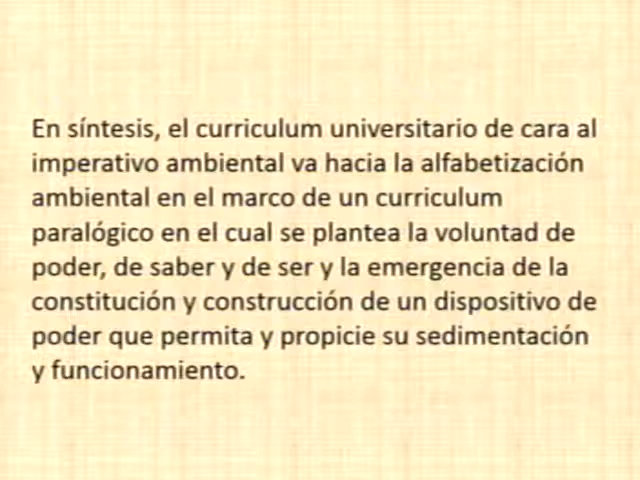 En síntesis, el curriculum universitario de cara al
imperativo ambiental va hacia la alfabetización
ambiental en el marco de un curriculum
paralógico en el cual se plantea la voluntad de
poder, de saber y de ser y la emergencia de la
constitución y construcción de un dispositivo de
poder que permita y propicie su sedimentación
y funcionamiento.